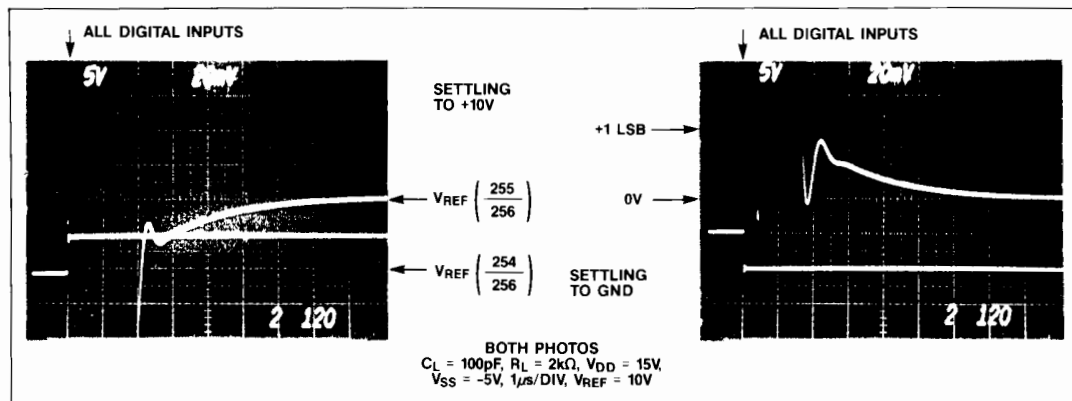 ALL DIGITAL INPUTS
5V 20mV
2 120
SETTLING
TO +10V
V_REF (255/256)
V_REF (254/256)
ALL DIGITAL INPUTS
5V 20mV
2 120
+1 LSB
0V
SETTLING
TO GND
BOTH PHOTOS
C_L = 100pF, R_L = 2kΩ, V_DD = 15V,
V_SS = -5V, 1µs/DIV, V_REF = 10V